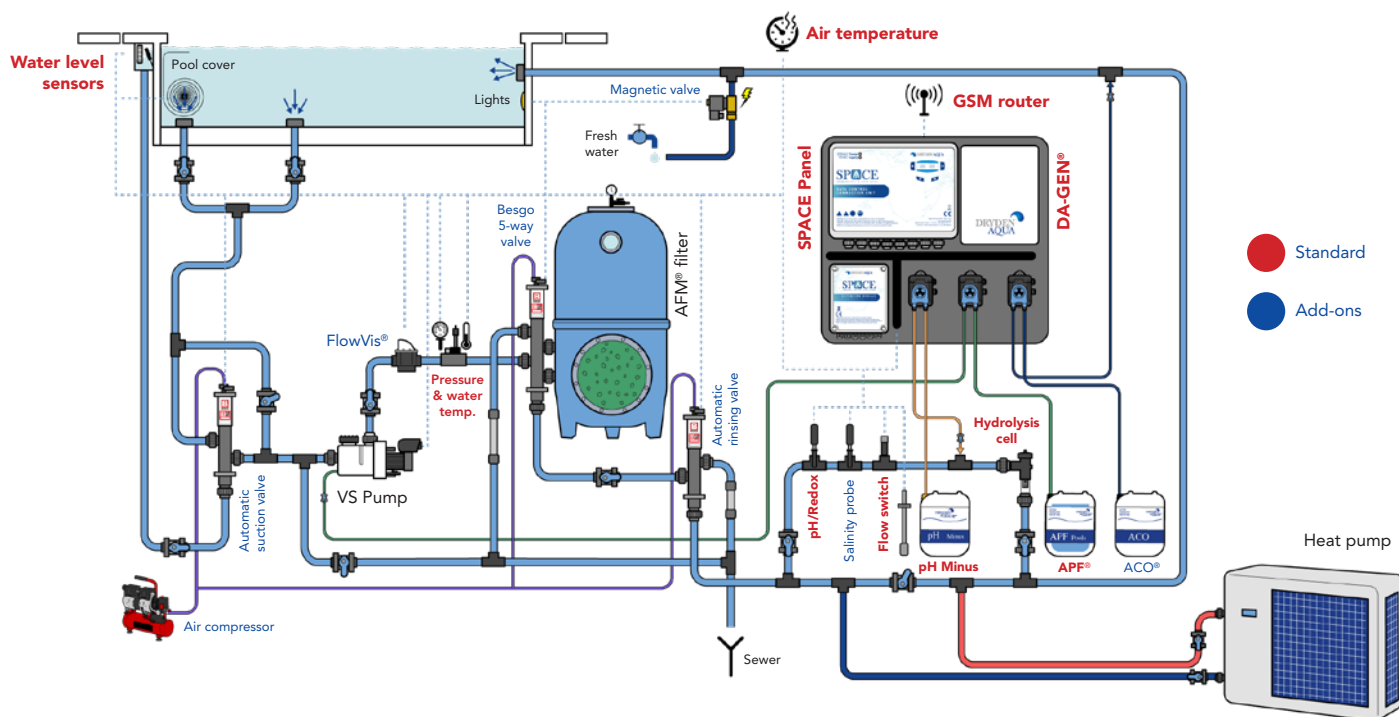 Water level
sensors
Pool cover
Lights
Magnetic valve
Fresh
water
Air temperature
GSM router
SPACE Panel
DA-GEN®
SPACE
DRYDEN
AQUA
SPACE
Standard
Add-ons
Besgo
5-way
valve
AFM® filter
FlowVis®
Pressure
& water
temp.
Automatic
rinsing valve
Automatic
suction valve
VS Pump
Air compressor
Sewer
pH/Redox
Salinity probe
Flow switch
Hydrolysis
cell
pH Minus
pH Minus
APF Pools
APF®
ACO
ACO®
Heat pump